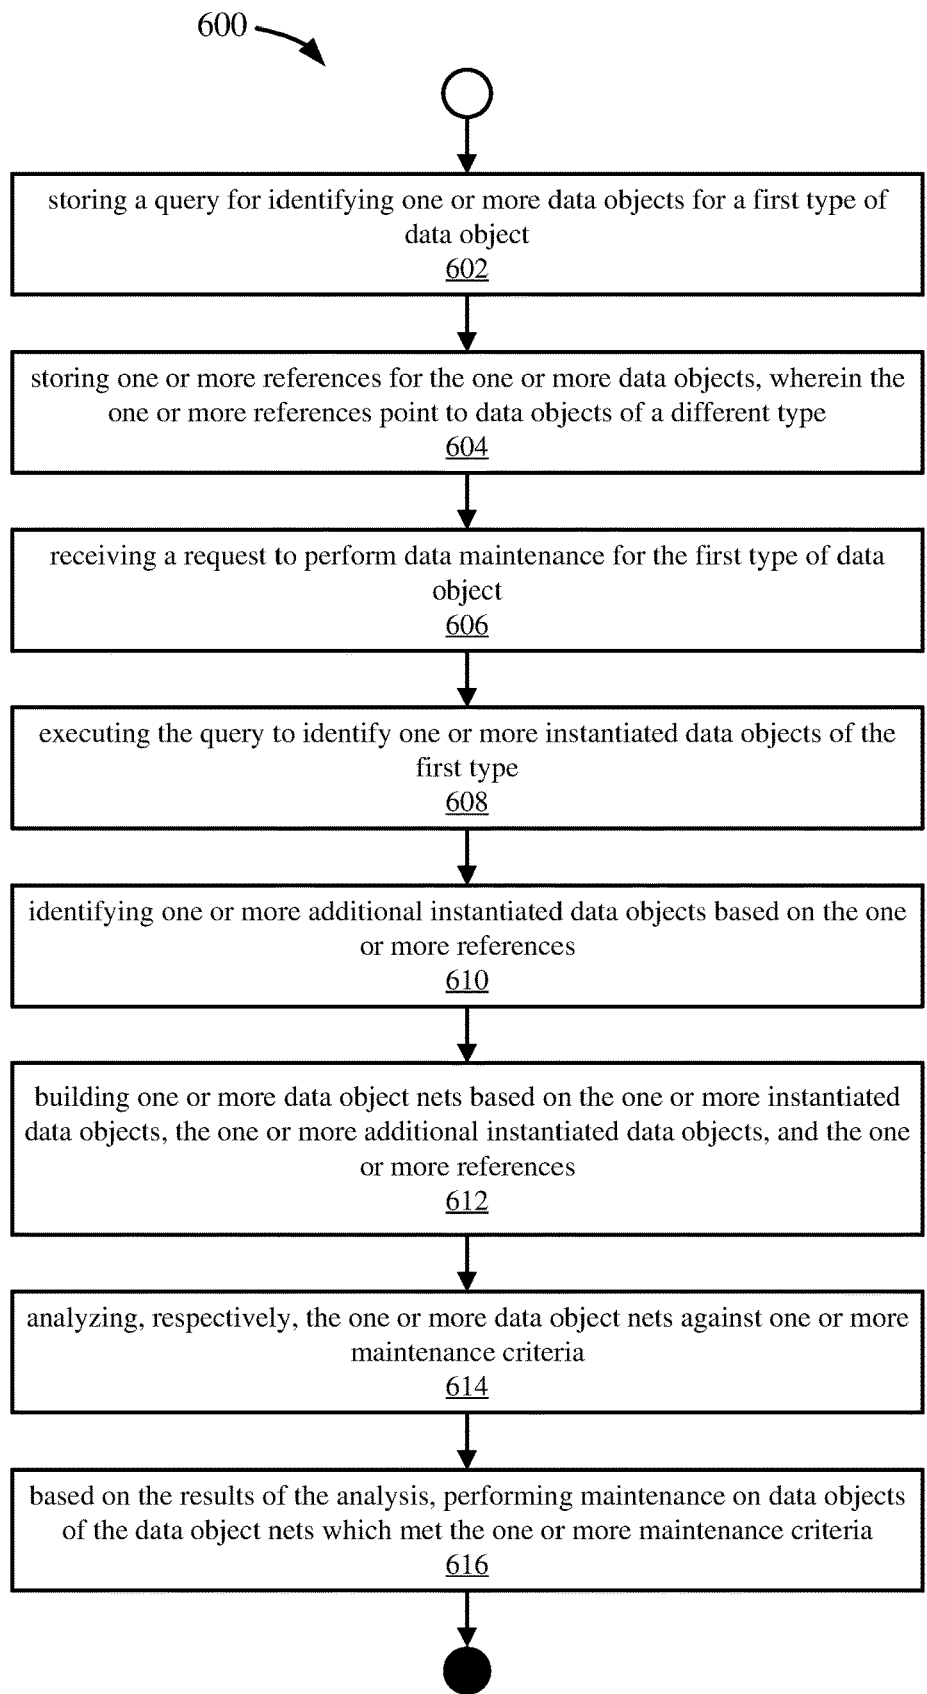 600
storing a query for identifying one or more data objects for a first type of
data object
602
storing one or more references for the one or more data objects, wherein the
one or more references point to data objects of a different type
604
receiving a request to perform data maintenance for the first type of data
object
606
executing the query to identify one or more instantiated data objects of the
first type
608
identifying one or more additional instantiated data objects based on the one
or more references
610
building one or more data object nets based on the one or more instantiated
data objects, the one or more additional instantiated data objects, and the one
or more references
612
analyzing, respectively, the one or more data object nets against one or more
maintenance criteria
614
based on the results of the analysis, performing maintenance on data objects
of the data object nets which met the one or more maintenance criteria
616